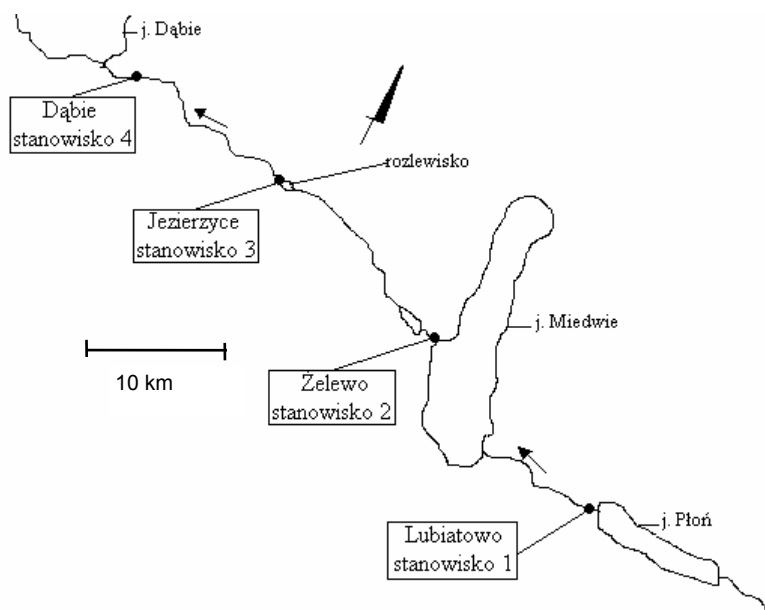 j. Dąbie
Dąbie
stanowisko 4
rozlewisko
Jezierzyce
stanowisko 3
j. Miedwie
10 km
Żelewo
stanowisko 2
j. Płoń
Lubiatowo
stanowisko 1